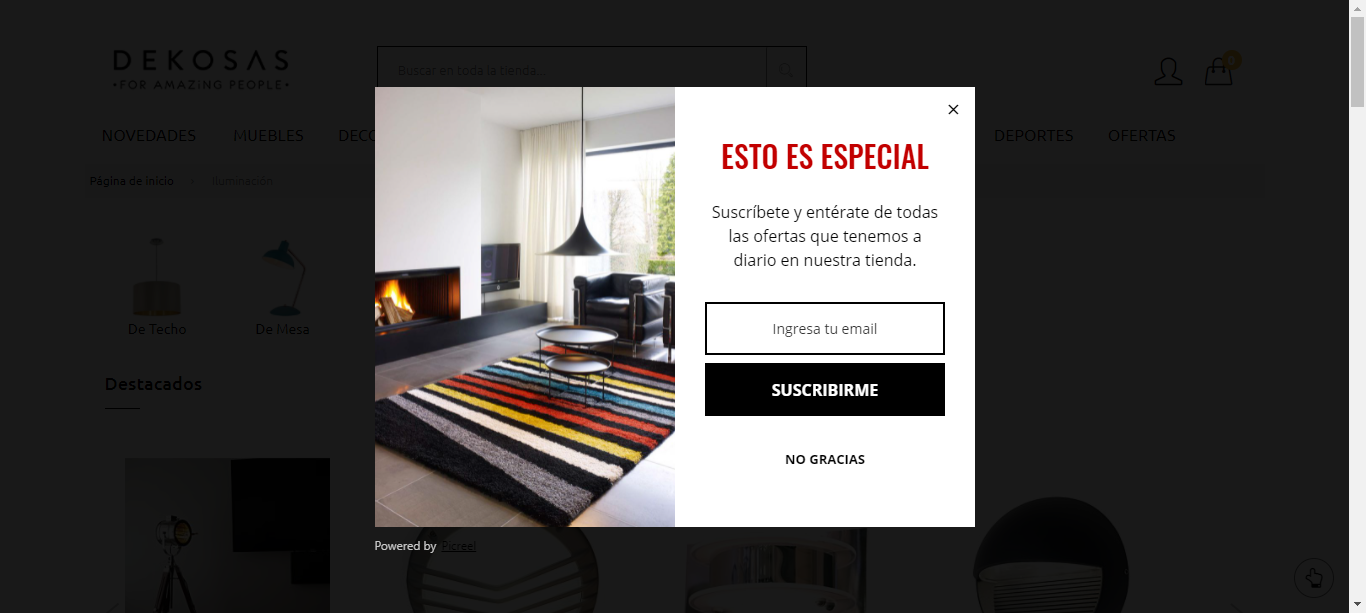 DEKOSAS
•FOR AMAZING PEOPLE•
Buscar en toda la tienda...
0
NOVEDADES MUEBLES DECO DEPORTES OFERTAS
Página de inicio › Iluminación
De Techo De Mesa
Destacados
×
ESTO ES ESPECIAL
Suscríbete y entérate de todas
las ofertas que tenemos a
diario en nuestra tienda.
Ingresa tu email
SUSCRIBIRME
NO GRACIAS
Powered by Picreel